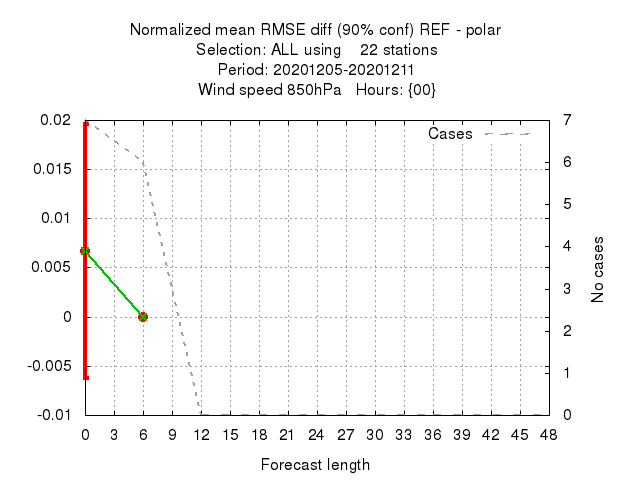 Normalized mean RMSE diff (90% conf) REF - polar
Selection: ALL using    22 stations
Period: 20201205-20201211
Wind speed 850hPa   Hours: {00}
Cases
0.02
0.015
0.01
0.005
0
-0.005
-0.01
7
6
5
4
3
2
1
0
No cases
0 3 6 9 12 15 18 21 24 27 30 33 36 39 42 45 48
Forecast length